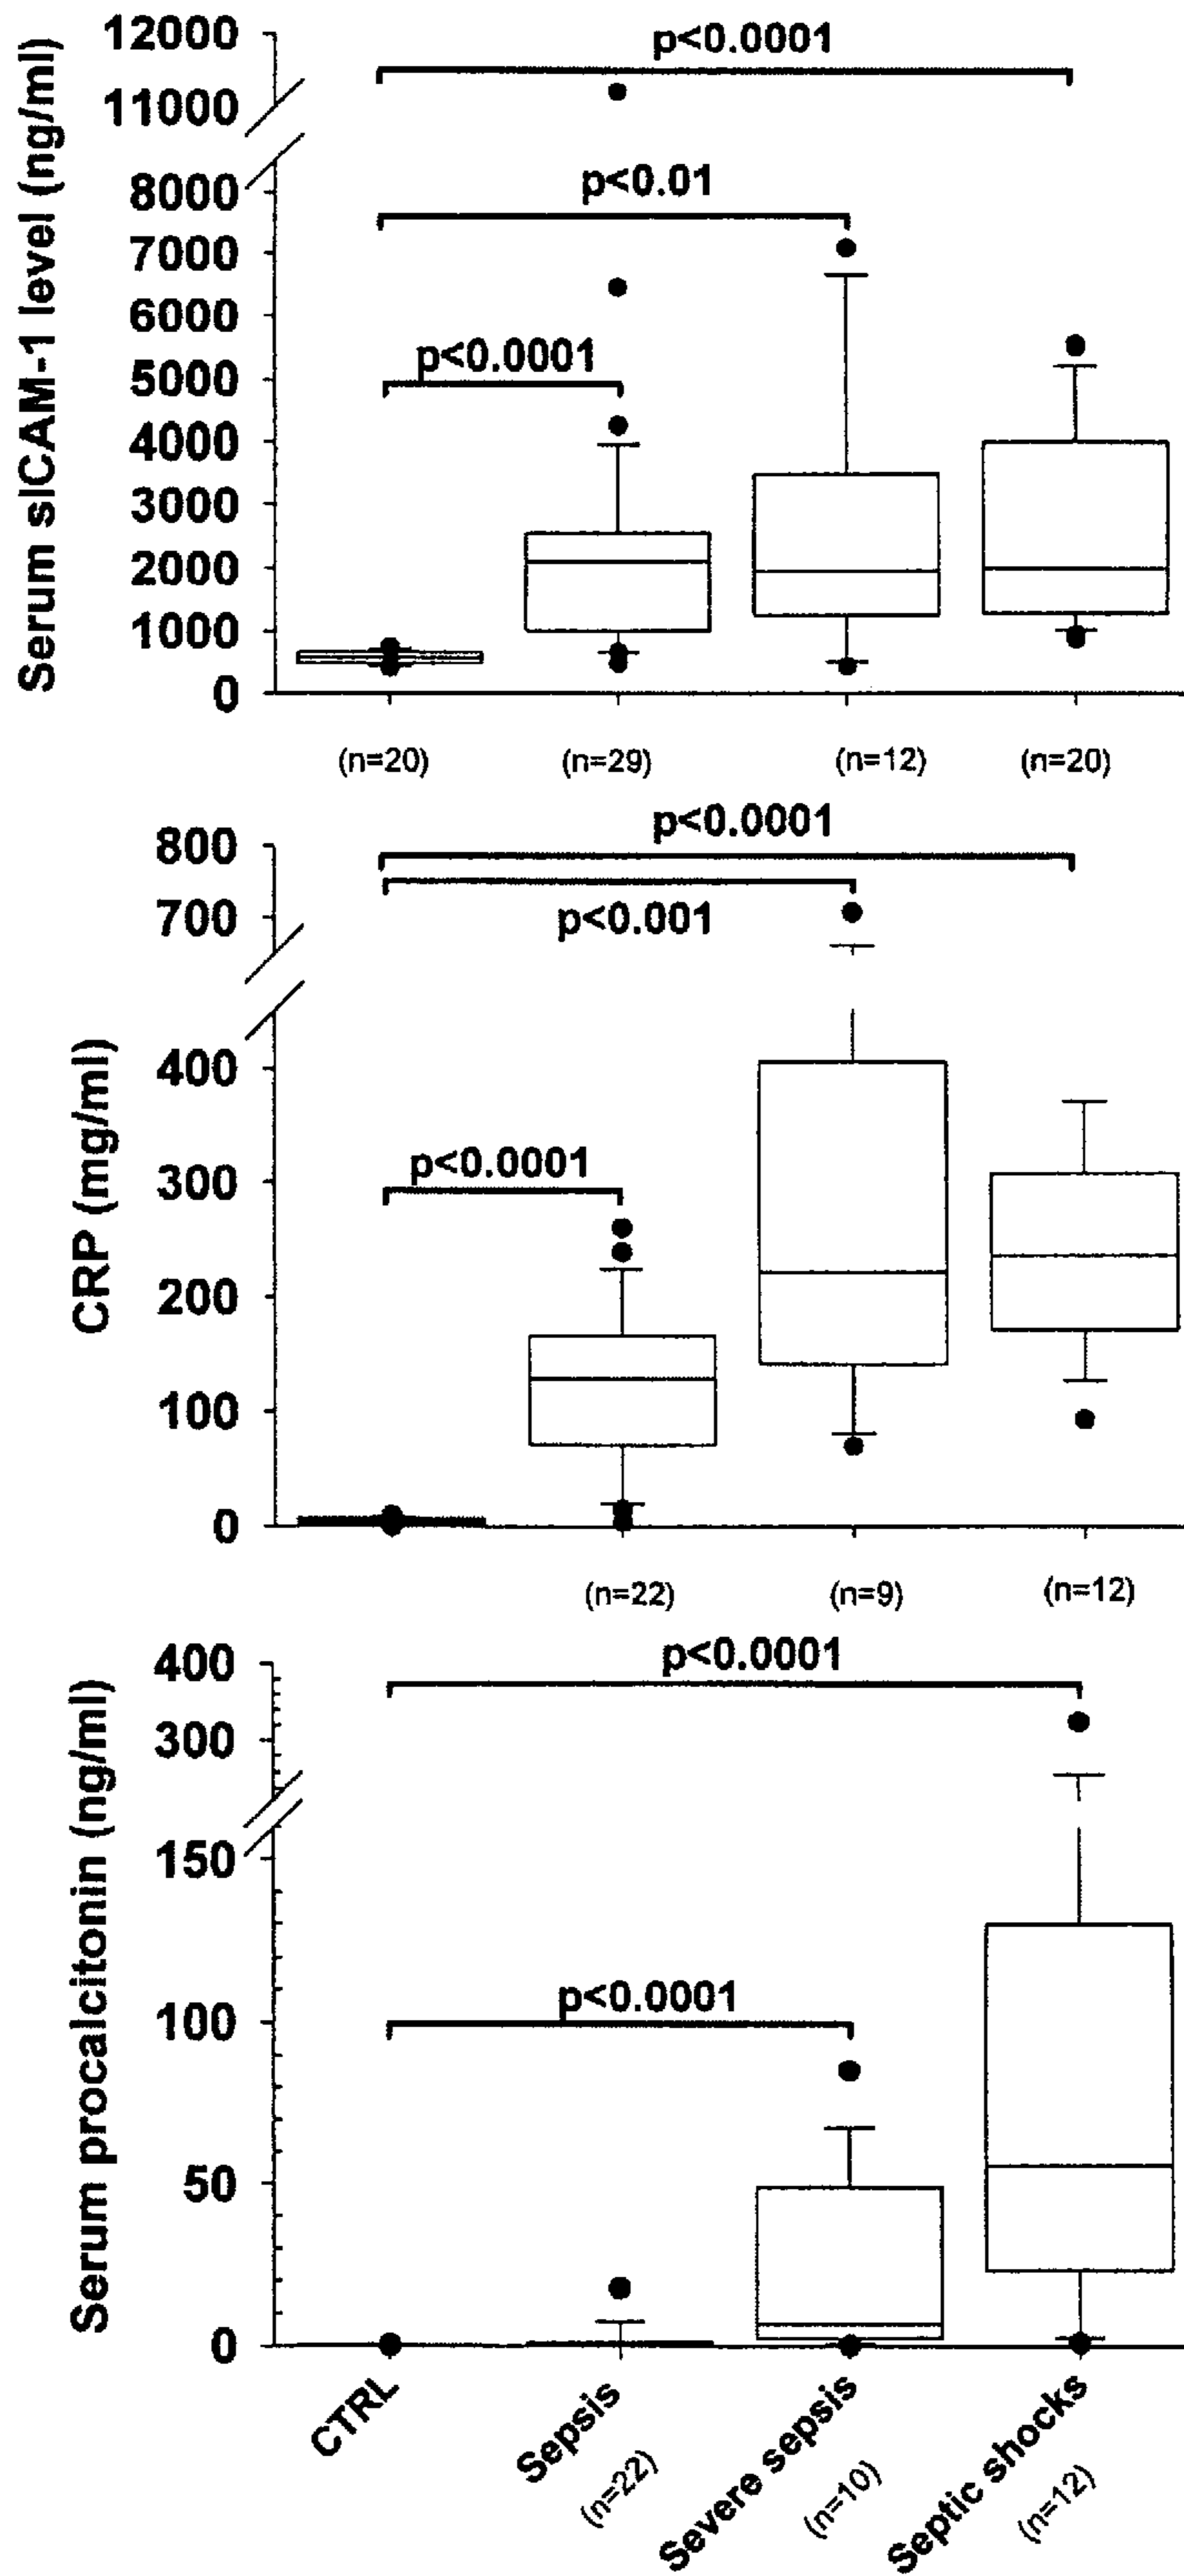 Serum sICAM-1 level (ng/ml)
12000
11000
8000
7000
6000
5000
4000
3000
2000
1000
0
p<0.0001
p<0.01
p<0.0001
(n=20)
(n=29)
(n=12)
(n=20)
CRP (mg/ml)
800
700
400
300
200
100
0
p<0.0001
p<0.001
p<0.0001
(n=22)
(n=9)
(n=12)
Serum procalcitonin (ng/ml)
400
300
150
100
50
0
p<0.0001
p<0.0001
CTRL
Sepsis
(n=22)
Severe sepsis
(n=10)
Septic shocks
(n=12)